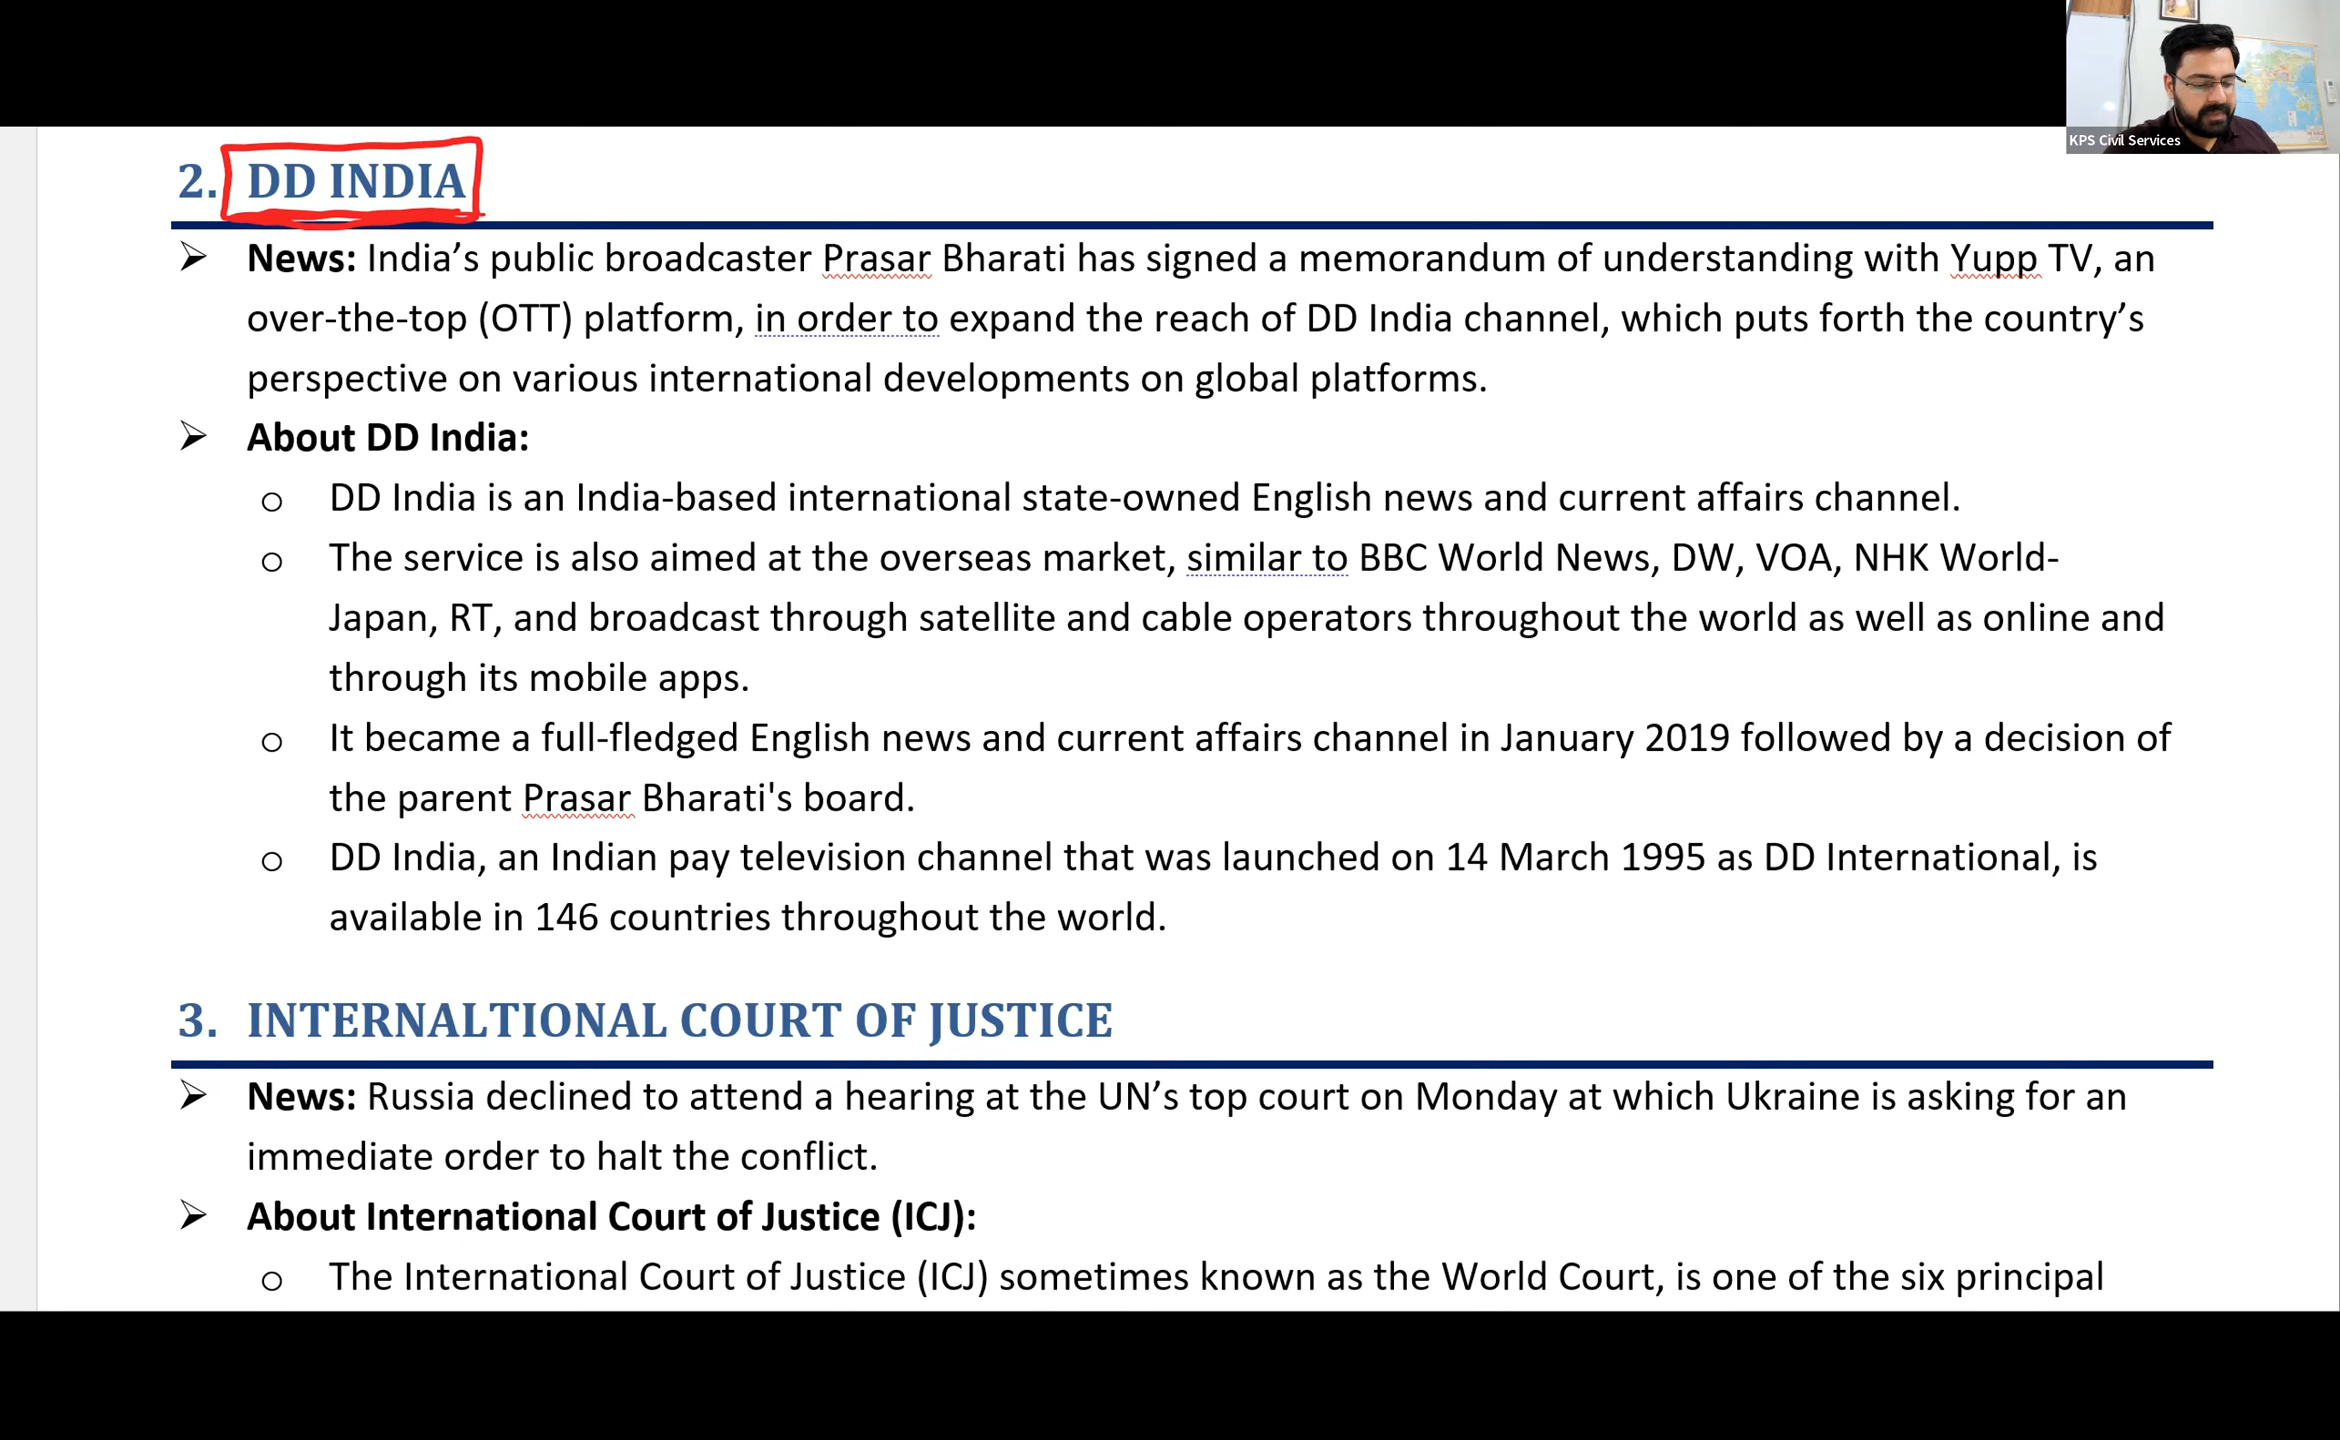 KPS Civil Services
2. DD INDIA
➢ News: India’s public broadcaster Prasar Bharati has signed a memorandum of understanding with Yupp TV, an
over-the-top (OTT) platform, in order to expand the reach of DD India channel, which puts forth the country’s
perspective on various international developments on global platforms.
➢ About DD India:
o DD India is an India-based international state-owned English news and current affairs channel.
o The service is also aimed at the overseas market, similar to BBC World News, DW, VOA, NHK World-
Japan, RT, and broadcast through satellite and cable operators throughout the world as well as online and
through its mobile apps.
o It became a full-fledged English news and current affairs channel in January 2019 followed by a decision of
the parent Prasar Bharati's board.
o DD India, an Indian pay television channel that was launched on 14 March 1995 as DD International, is
available in 146 countries throughout the world.
3. INTERNALTIONAL COURT OF JUSTICE
➢ News: Russia declined to attend a hearing at the UN’s top court on Monday at which Ukraine is asking for an
immediate order to halt the conflict.
➢ About International Court of Justice (ICJ):
o The International Court of Justice (ICJ) sometimes known as the World Court, is one of the six principal